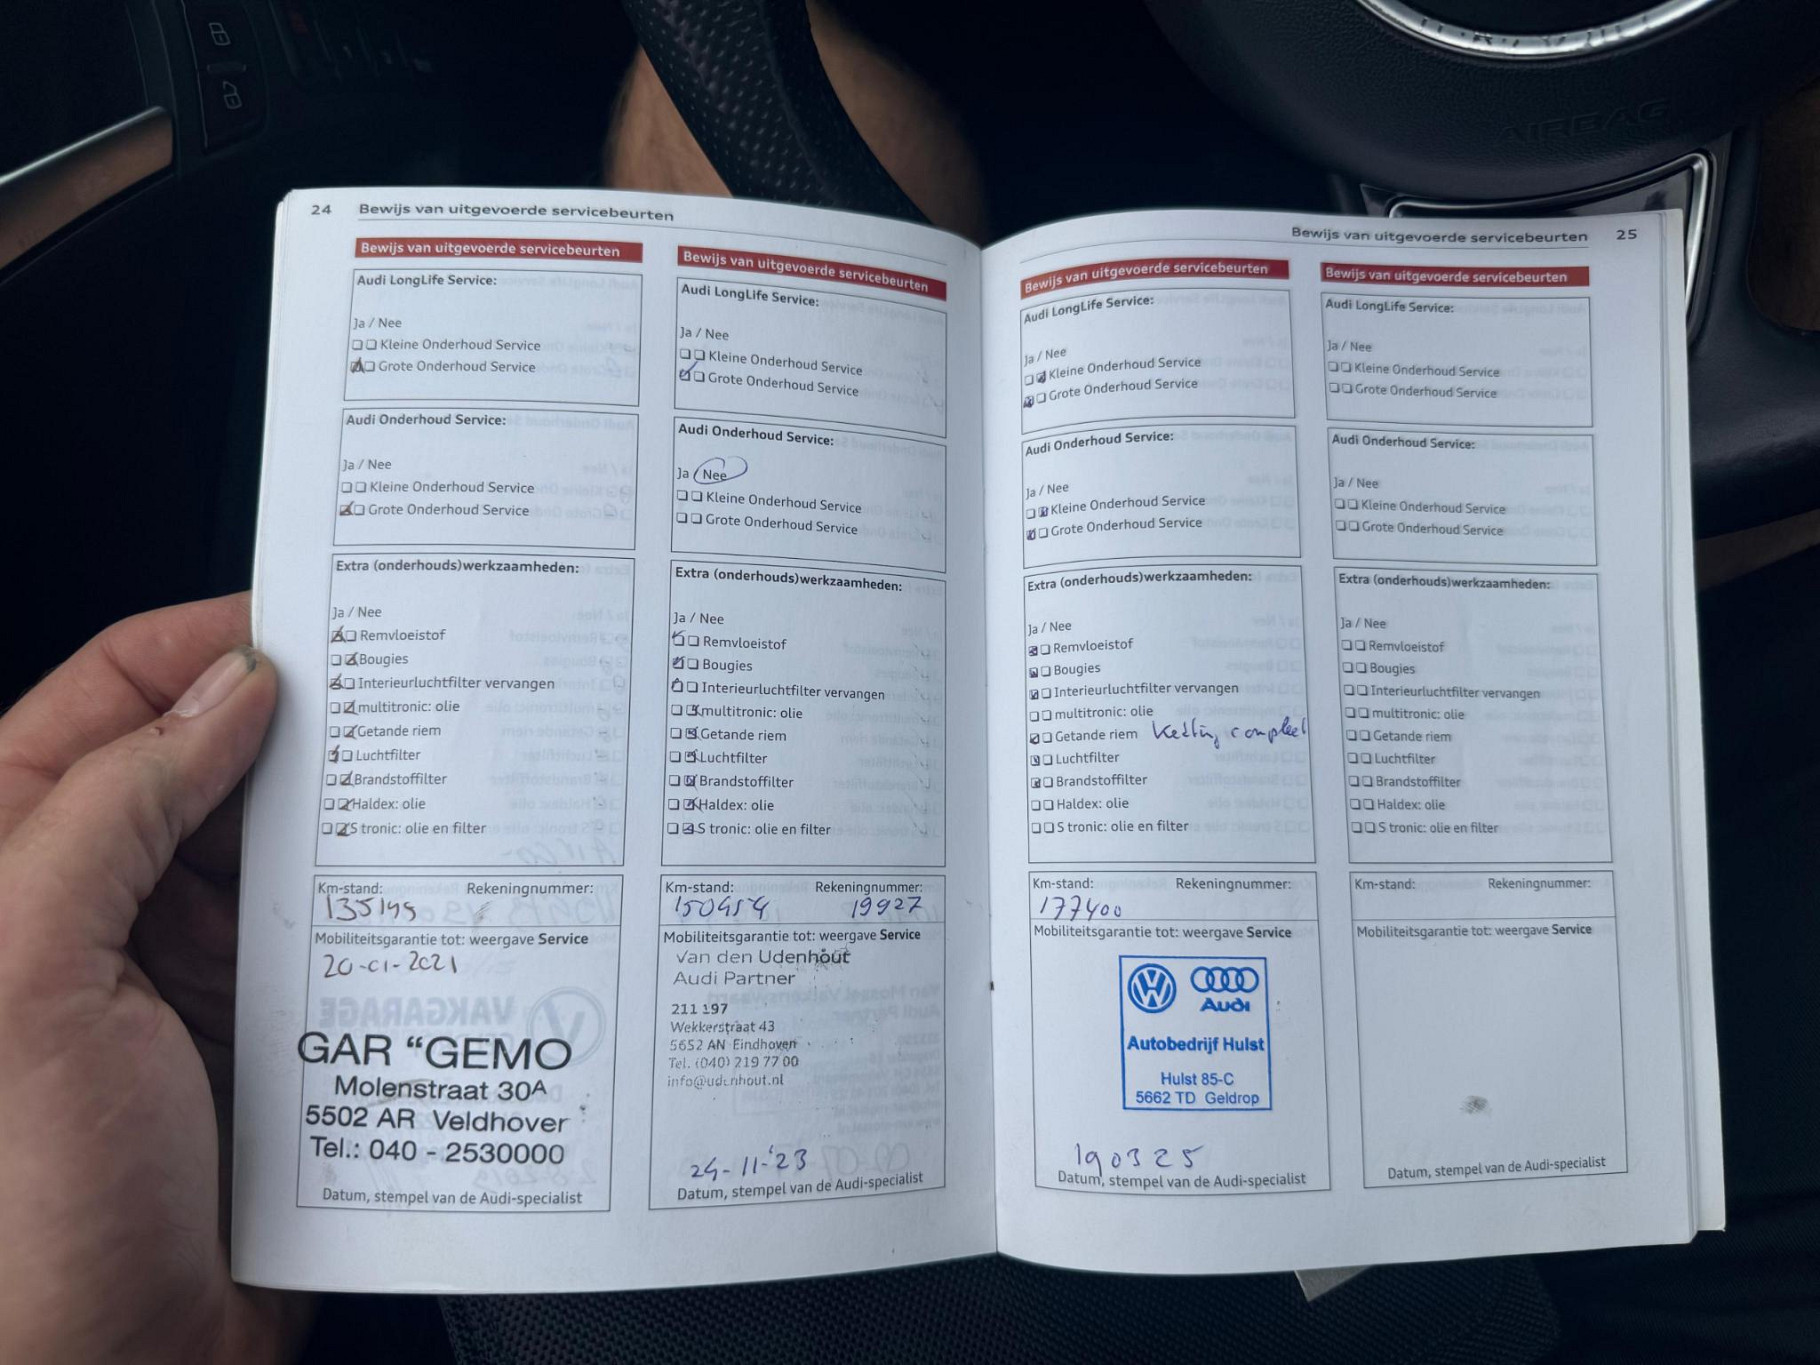 AIRBAG
24 Bewijs van uitgevoerde servicebeurten
Bewijs van uitgevoerde servicebeurten
Audi LongLife Service:
Ja / Nee
Kleine Onderhoud Service
Grote Onderhoud Service
Audi Onderhoud Service:
Ja / Nee
Kleine Onderhoud Service
Grote Onderhoud Service
Extra (onderhouds)werkzaamheden:
Ja / Nee
Remvloeistof
Bougies
Interieurluchtfilter vervangen
multitronic: olie
Getande riem
Luchtfilter
Brandstoffilter
Haldex: olie
S tronic: olie en filter
Km-stand: Rekeningnummer:
Mobiliteitsgarantie tot: weergave Service
20-01-2021
GAR "GEMO
Molenstraat 30A
5502 AR Veldhover
Tel.: 040 - 2530000
Datum, stempel van de Audi-specialist
Bewijs van uitgevoerde servicebeurten
Audi LongLife Service:
Ja / Nee
Kleine Onderhoud Service
Grote Onderhoud Service
Audi Onderhoud Service:
Ja / Nee
Kleine Onderhoud Service
Grote Onderhoud Service
Extra (onderhouds)werkzaamheden:
Ja / Nee
Remvloeistof
Bougies
Interieurluchtfilter vervangen
multitronic: olie
Getande riem
Luchtfilter
Brandstoffilter
Haldex: olie
S tronic: olie en filter
Km-stand: Rekeningnummer:
19927
Mobiliteitsgarantie tot: weergave Service
Van den Udenhout
Audi Partner
211 197
Wekkerstraat 43
5652 AN Eindhoven
Tel. (040) 219 77 00
info@udenhout.nl
Datum, stempel van de Audi-specialist
Bewijs van uitgevoerde servicebeurten 25
Bewijs van uitgevoerde servicebeurten
Audi LongLife Service:
Ja / Nee
Kleine Onderhoud Service
Grote Onderhoud Service
Audi Onderhoud Service:
Ja / Nee
Kleine Onderhoud Service
Grote Onderhoud Service
Extra (onderhouds)werkzaamheden:
Ja / Nee
Remvloeistof
Bougies
Interieurluchtfilter vervangen
multitronic: olie
Getande riem Ketting compleet
Luchtfilter
Brandstoffilter
Haldex: olie
S tronic: olie en filter
Km-stand: Rekeningnummer:
177400
Mobiliteitsgarantie tot: weergave Service
Audi
Autobedrijf Hulst
Hulst 85-C
5662 TD Geldrop
190325
Datum, stempel van de Audi-specialist
Bewijs van uitgevoerde servicebeurten
Audi LongLife Service:
Ja / Nee
Kleine Onderhoud Service
Grote Onderhoud Service
Audi Onderhoud Service:
Ja / Nee
Kleine Onderhoud Service
Grote Onderhoud Service
Extra (onderhouds)werkzaamheden:
Ja / Nee
Remvloeistof
Bougies
Interieurluchtfilter vervangen
multitronic: olie
Getande riem
Luchtfilter
Brandstoffilter
Haldex: olie
S tronic: olie en filter
Km-stand: Rekeningnummer:
Mobiliteitsgarantie tot: weergave Service
Datum, stempel van de Audi-specialist